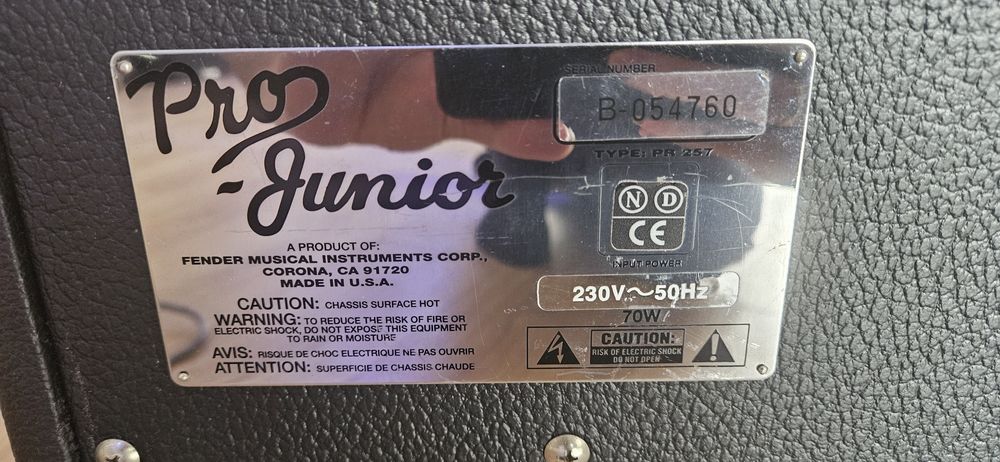 Pro
Junior
SERIAL NUMBER
B-054760
TYPE: PR 257
N D
CE
INPUT POWER
230V~50Hz
70W
A PRODUCT OF:
FENDER MUSICAL INSTRUMENTS CORP.,
CORONA, CA 91720
MADE IN U.S.A.
CAUTION: CHASSIS SURFACE HOT
WARNING: TO REDUCE THE RISK OF FIRE OR
ELECTRIC SHOCK, DO NOT EXPOSE THIS EQUIPMENT
TO RAIN OR MOISTURE
AVIS: RISQUE DE CHOC ELECTRIQUE NE PAS OUVRIR
ATTENTION: SUPERFICIE DE CHASSIS CHAUDE
CAUTION:
RISK OF ELECTRIC SHOCK
DO NOT OPEN